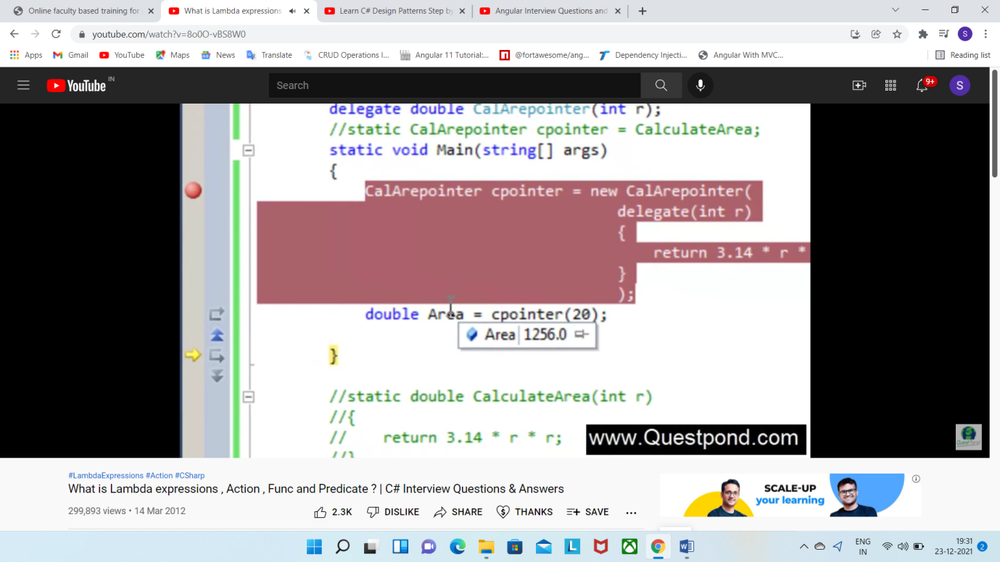 Online faculty based training for
What is Lambda expressions
Learn C# Design Patterns Step by
Angular Interview Questions and
youtube.com/watch?v=8o0O-vBS8W0
S
Apps
Gmail
YouTube
Maps
News
Translate
CRUD Operations I...
Angular 11 Tutorial:...
@fortawesome/ang...
Dependency Injecti...
Angular With MVC...
Reading list
YouTube IN
Search
9+
S
delegate double CalArepointer(int r);
//static CalArepointer cpointer = CalculateArea;
static void Main(string[] args)
{
CalArepointer cpointer = new CalArepointer(
delegate(int r)
{
return 3.14 * r *
}
);
double Area = cpointer(20);
Area 1256.0
}
//static double CalculateArea(int r)
//{
// return 3.14 * r * r;
//}
www.Questpond.com
#LambdaExpressions #Action #CSharp
What is Lambda expressions , Action , Func and Predicate ? | C# Interview Questions & Answers
299,893 views • 14 Mar 2012
2.3K
DISLIKE
SHARE
THANKS
SAVE
SCALE-UP
your learning
ENG
IN
19:31
23-12-2021
2